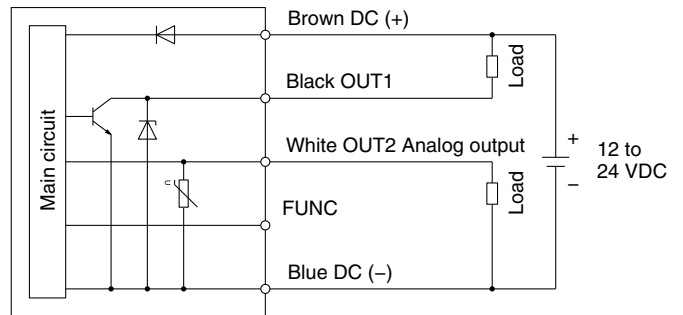 Brown DC (+)
Load
Black OUT1
Main circuit
White OUT2 Analog output
+
12 to
24 VDC
−
Load
U
FUNC
Blue DC (−)